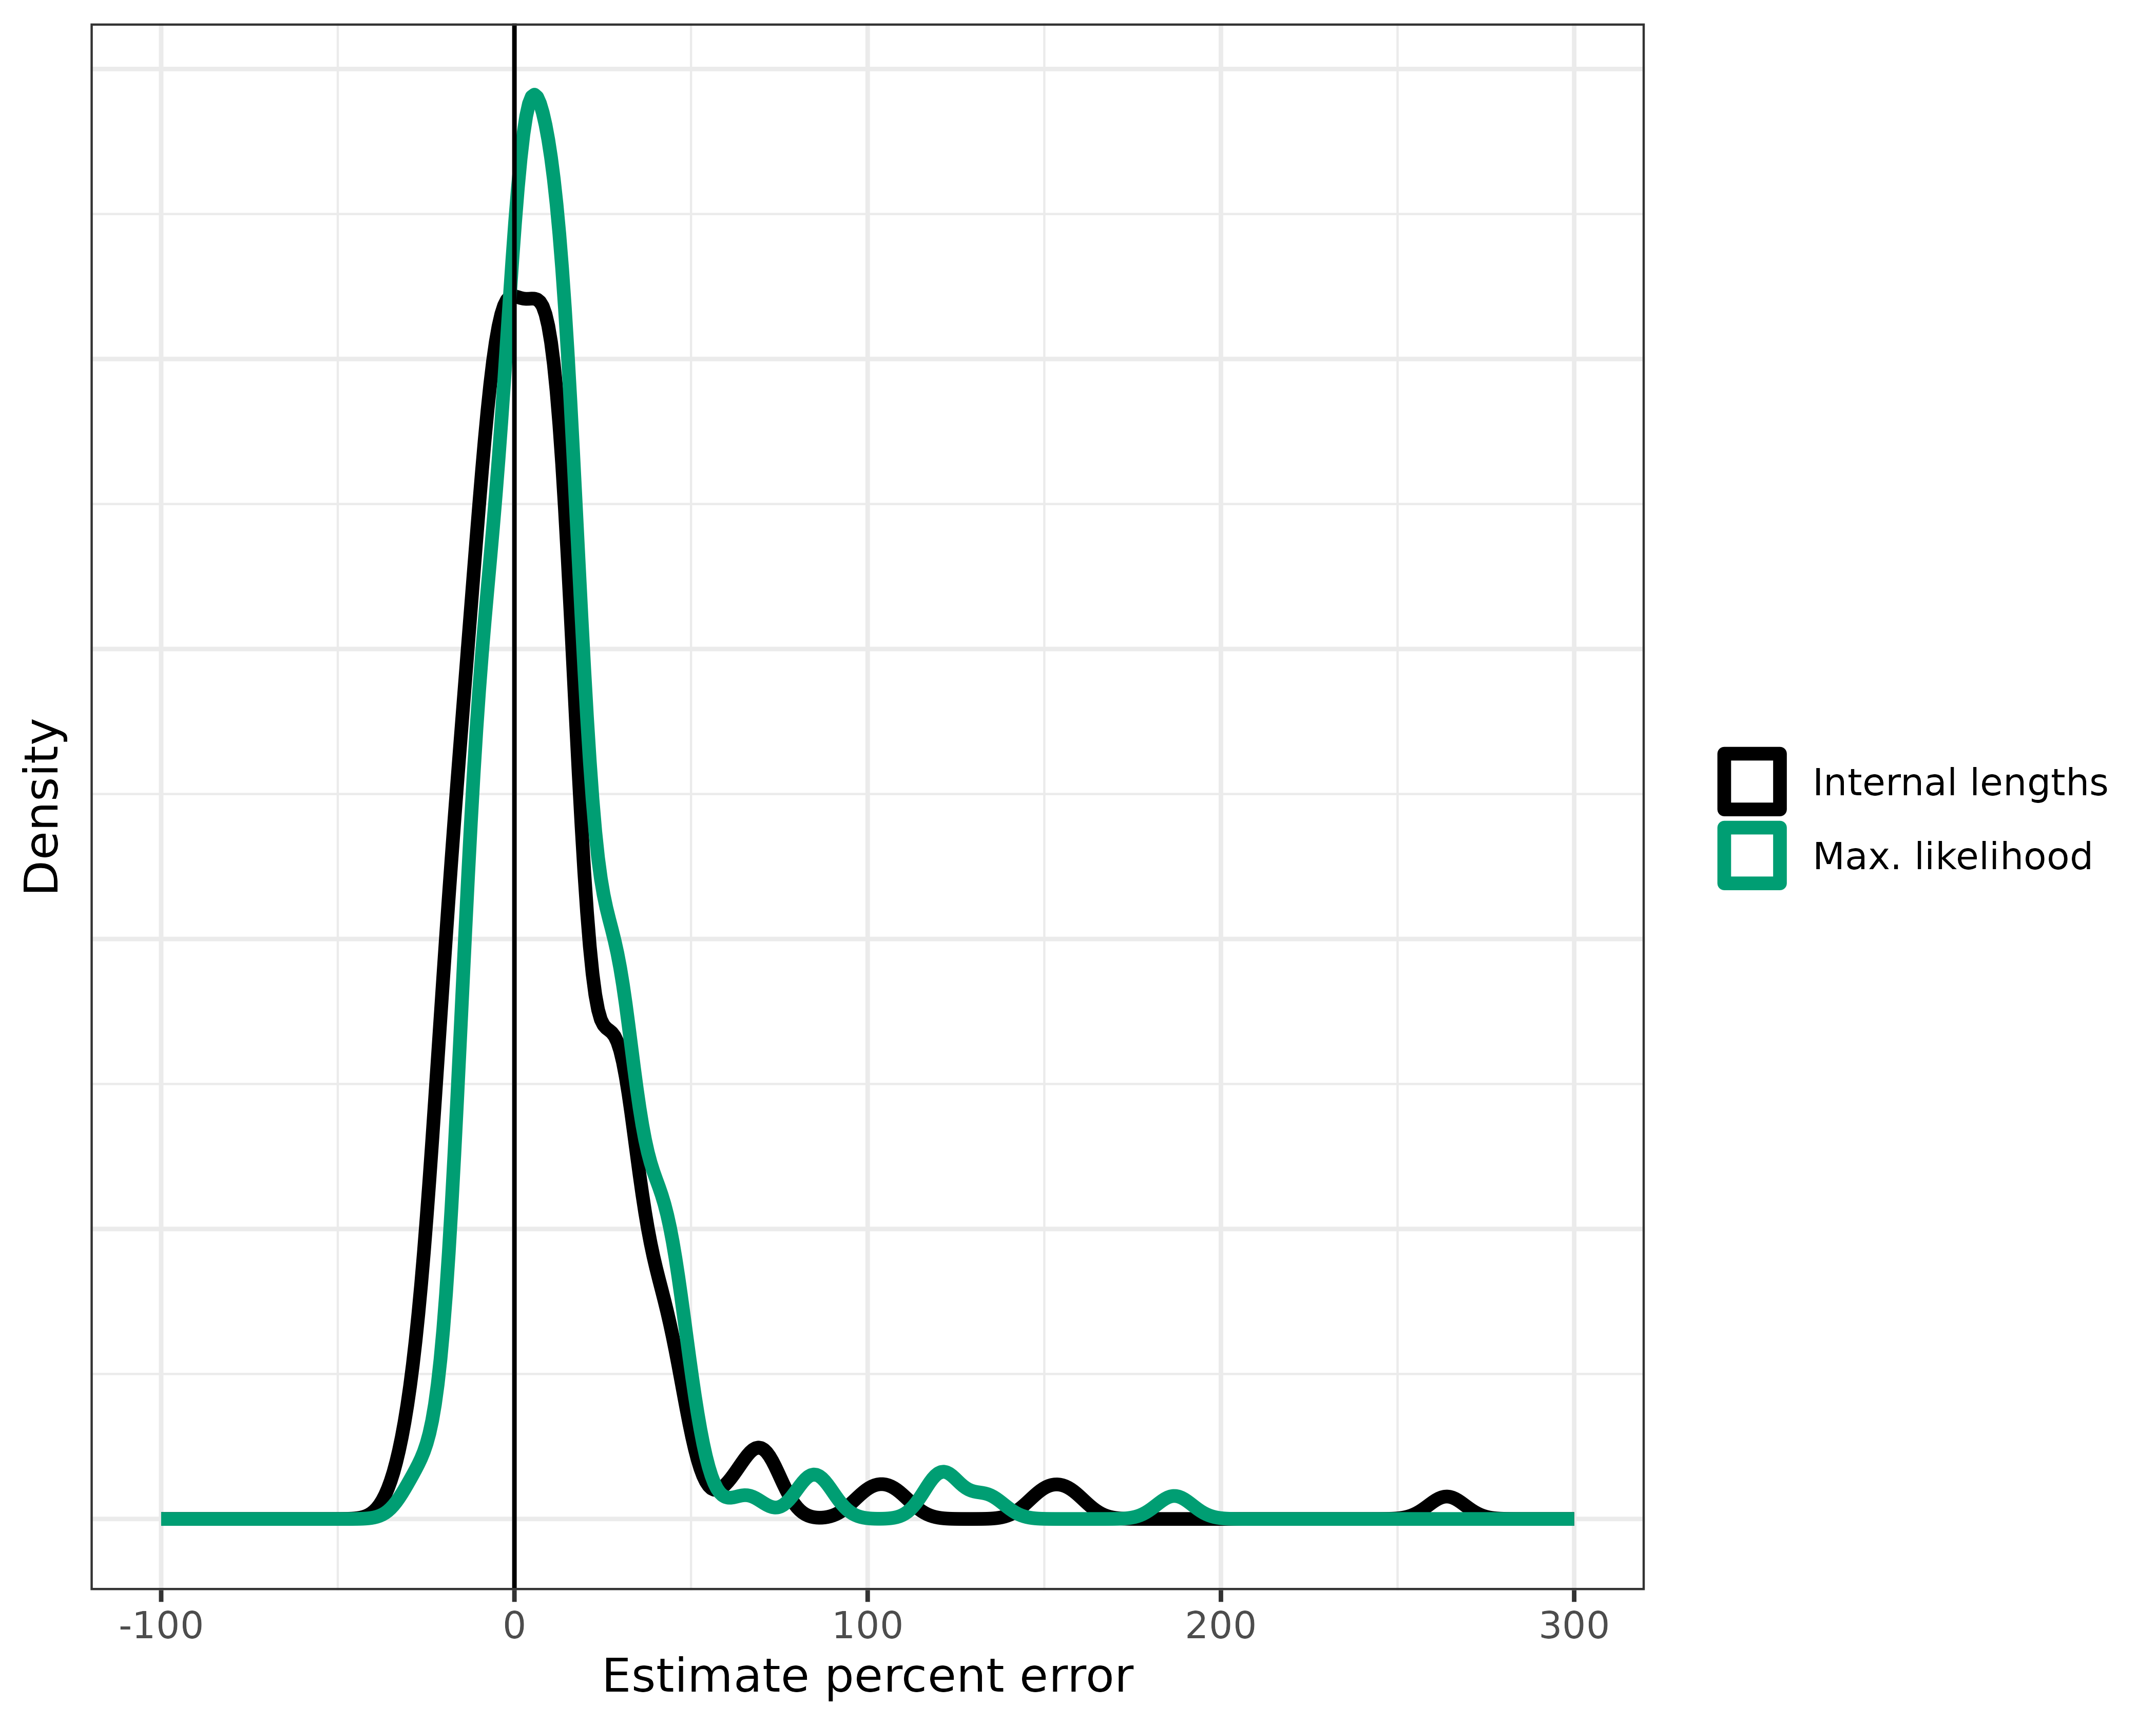 Density
-100 0 100 200 300
Estimate percent error
Internal lengths
Max. likelihood